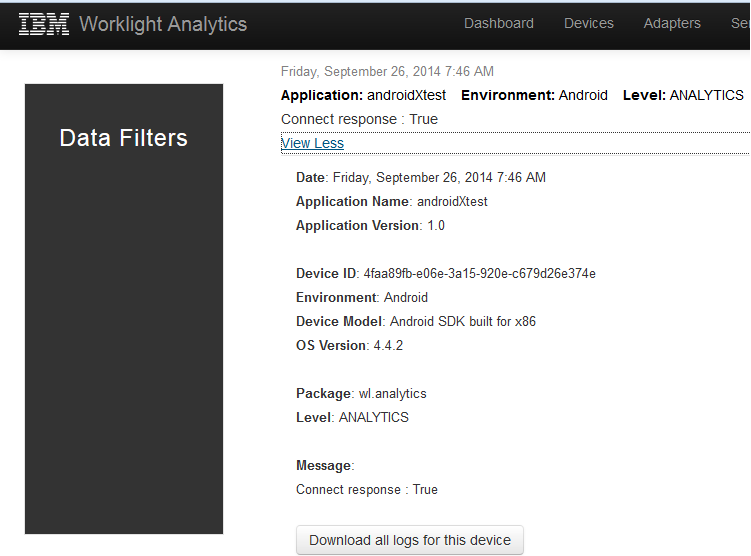 IBM Worklight Analytics Dashboard Devices Adapters Se
Friday, September 26, 2014 7:46 AM
Application: androidXtest Environment: Android Level: ANALYTICS
Connect response : True
View Less
Data Filters
Date: Friday, September 26, 2014 7:46 AM
Application Name: androidXtest
Application Version: 1.0
Device ID: 4faa89fb-e06e-3a15-920e-c679d26e374e
Environment: Android
Device Model: Android SDK built for x86
OS Version: 4.4.2
Package: wl.analytics
Level: ANALYTICS
Message:
Connect response : True
Download all logs for this device